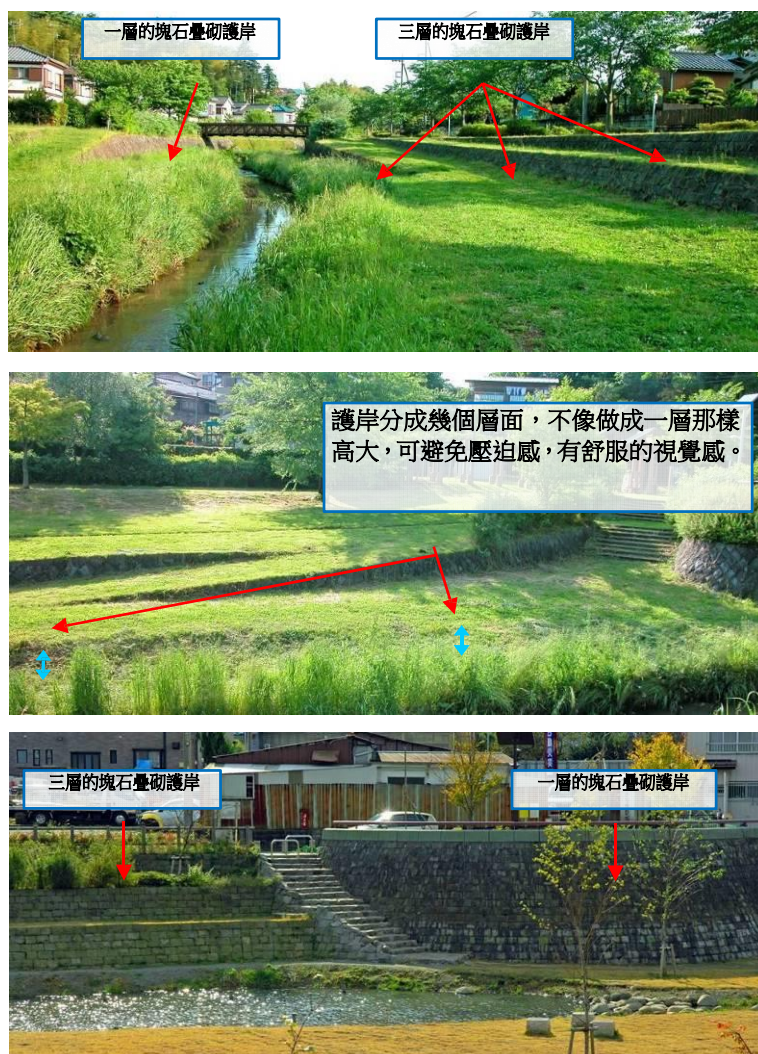 一層的塊石疊砌護岸
三層的塊石疊砌護岸
護岸分成幾個層面，不像做成一層那樣
高大，可避免壓迫感，有舒服的視覺感。
三層的塊石疊砌護岸
一層的塊石疊砌護岸